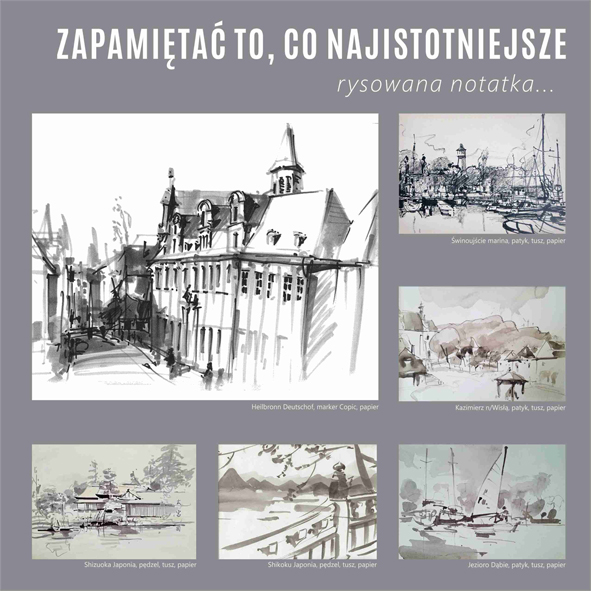 ZAPAMIĘTAĆ TO, CO NAJISTOTNIEJSZE
rysowana notatka...
Świnoujście marina, patyk, tusz, papier
Heilbronn Deutschof, marker Copic, papier
Kazimierz n/Wisłą, patyk, tusz, papier
Shizuoka Japonia, pędzel, tusz, papier
Shikoku Japonia, pędzel, tusz, papier
Jezioro Dąbie, patyk, tusz, papier